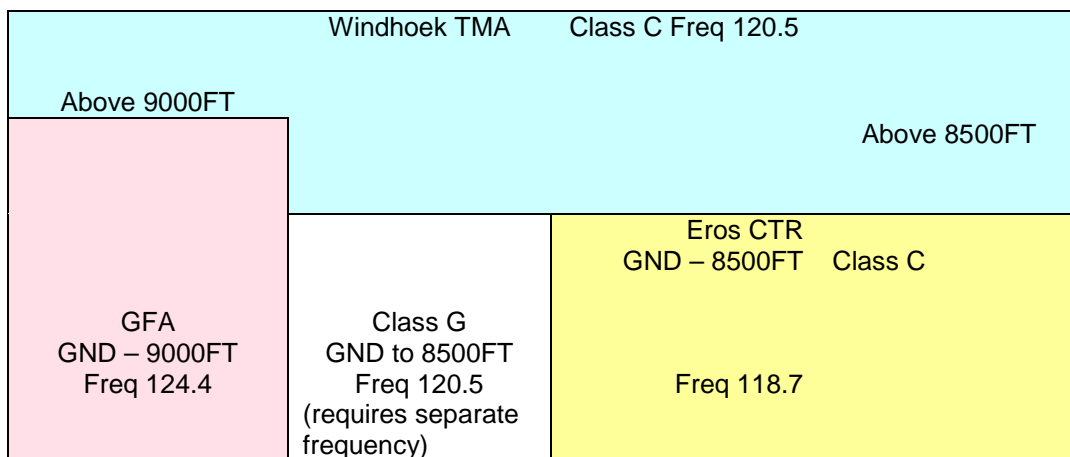 Windhoek TMA Class C Freq 120.5
Above 9000FT
Above 8500FT
Eros CTR
GND – 8500FT Class C
GFA
GND – 9000FT
Freq 124.4
Class G
GND to 8500FT
Freq 120.5
(requires separate
frequency)
Freq 118.7